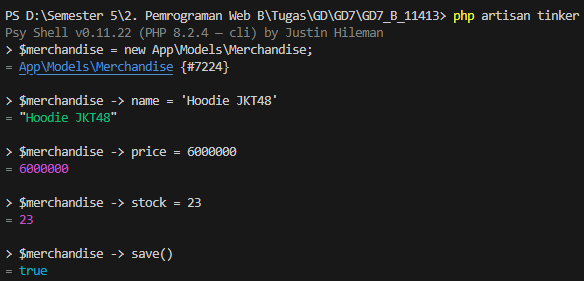 PS D:\Semester 5\2. Pemrograman Web B\Tugas\GD\GD7\GD7_B_11413> php artisan tinker
Psy Shell v0.11.22 (PHP 8.2.4 — cli) by Justin Hileman
> $merchandise = new App\Models\Merchandise;
= App\Models\Merchandise {#7224}
> $merchandise -> name = 'Hoodie JKT48'
= "Hoodie JKT48"
> $merchandise -> price = 6000000
= 6000000
> $merchandise -> stock = 23
= 23
> $merchandise -> save()
= true